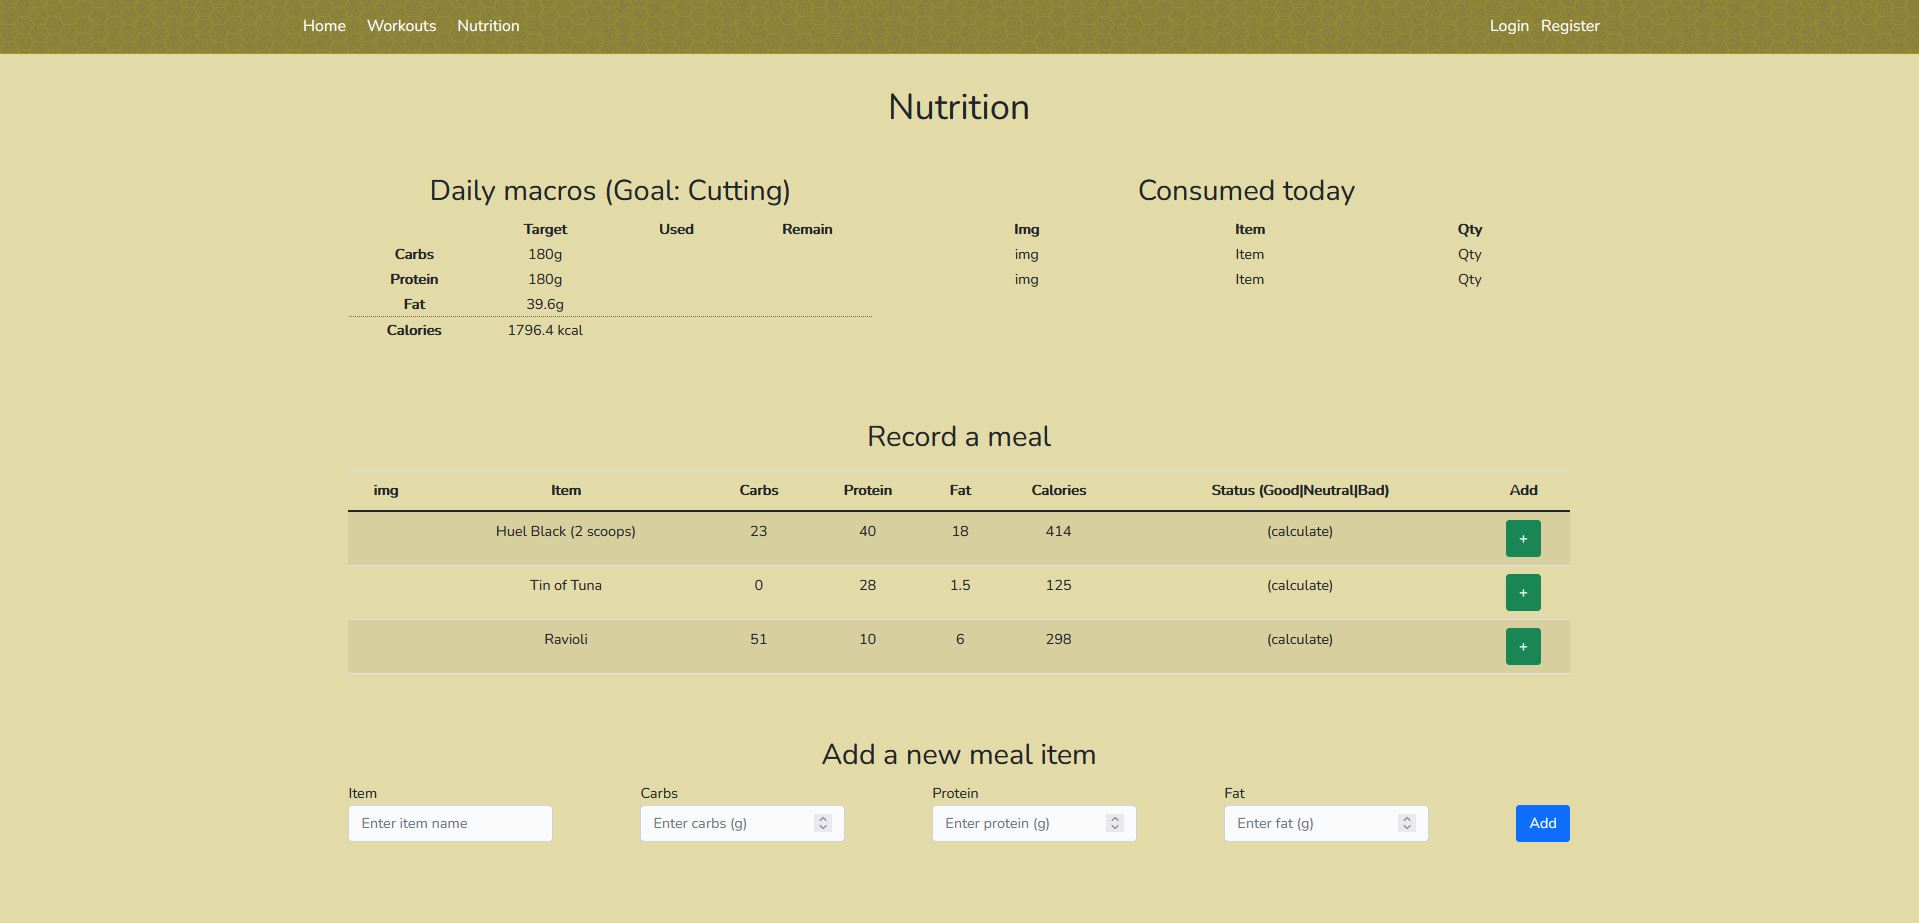 Home Workouts Nutrition Login Register
Nutrition
Daily macros (Goal: Cutting)
Target Used Remain
Carbs 180g
Protein 180g
Fat 39.6g
Calories 1796.4 kcal
Consumed today
Img Item Qty
img Item Qty
img Item Qty
Record a meal
img Item Carbs Protein Fat Calories Status (Good|Neutral|Bad) Add
Huel Black (2 scoops) 23 40 18 414 (calculate) +
Tin of Tuna 0 28 1.5 125 (calculate) +
Ravioli 51 10 6 298 (calculate) +
Add a new meal item
Item Carbs Protein Fat
Enter item name Enter carbs (g) Enter protein (g) Enter fat (g) Add